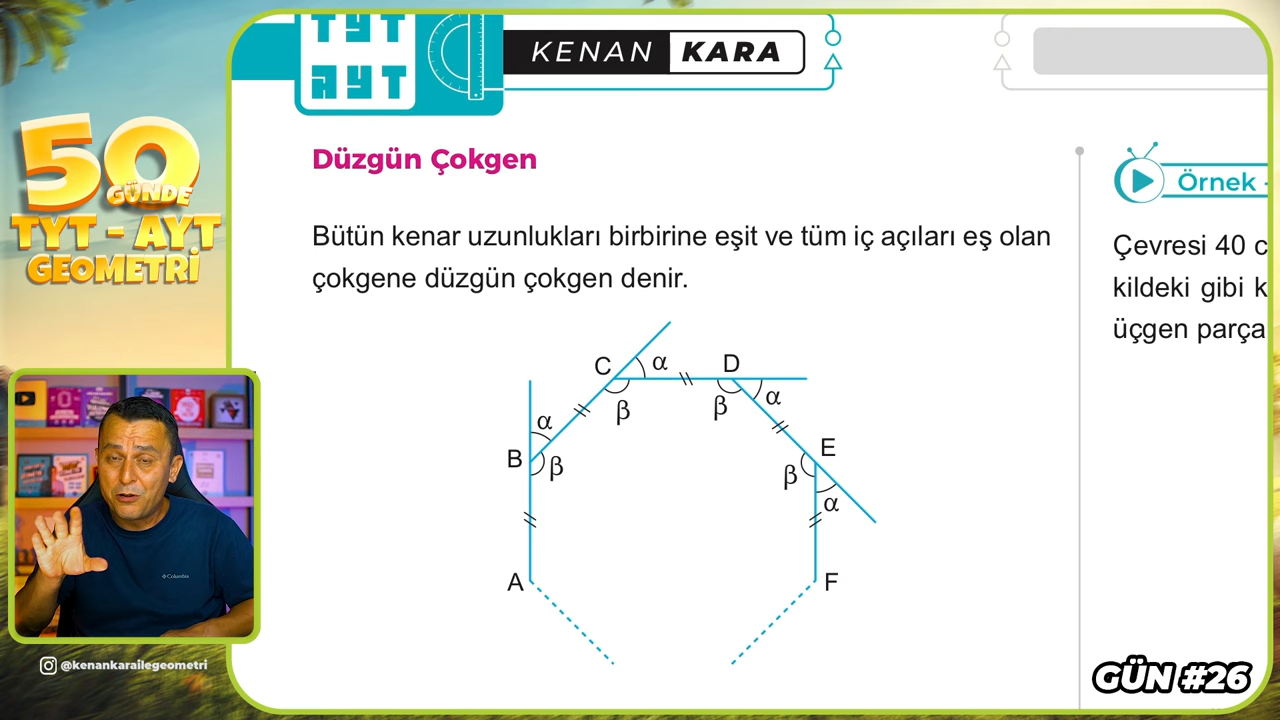 50
GÜNDE
TYT - AYT
GEOMETRİ
TYT
AYT
KENAN KARA
Düzgün Çokgen
Bütün kenar uzunlukları birbirine eşit ve tüm iç açıları eş olan
çokgene düzgün çokgen denir.
C α D
β β α
α
B β
E
β
α
A F
Örnek -
Çevresi 40 c
kildeki gibi k
üçgen parça
Columbia
@kenankarailegeometri
GÜN #26